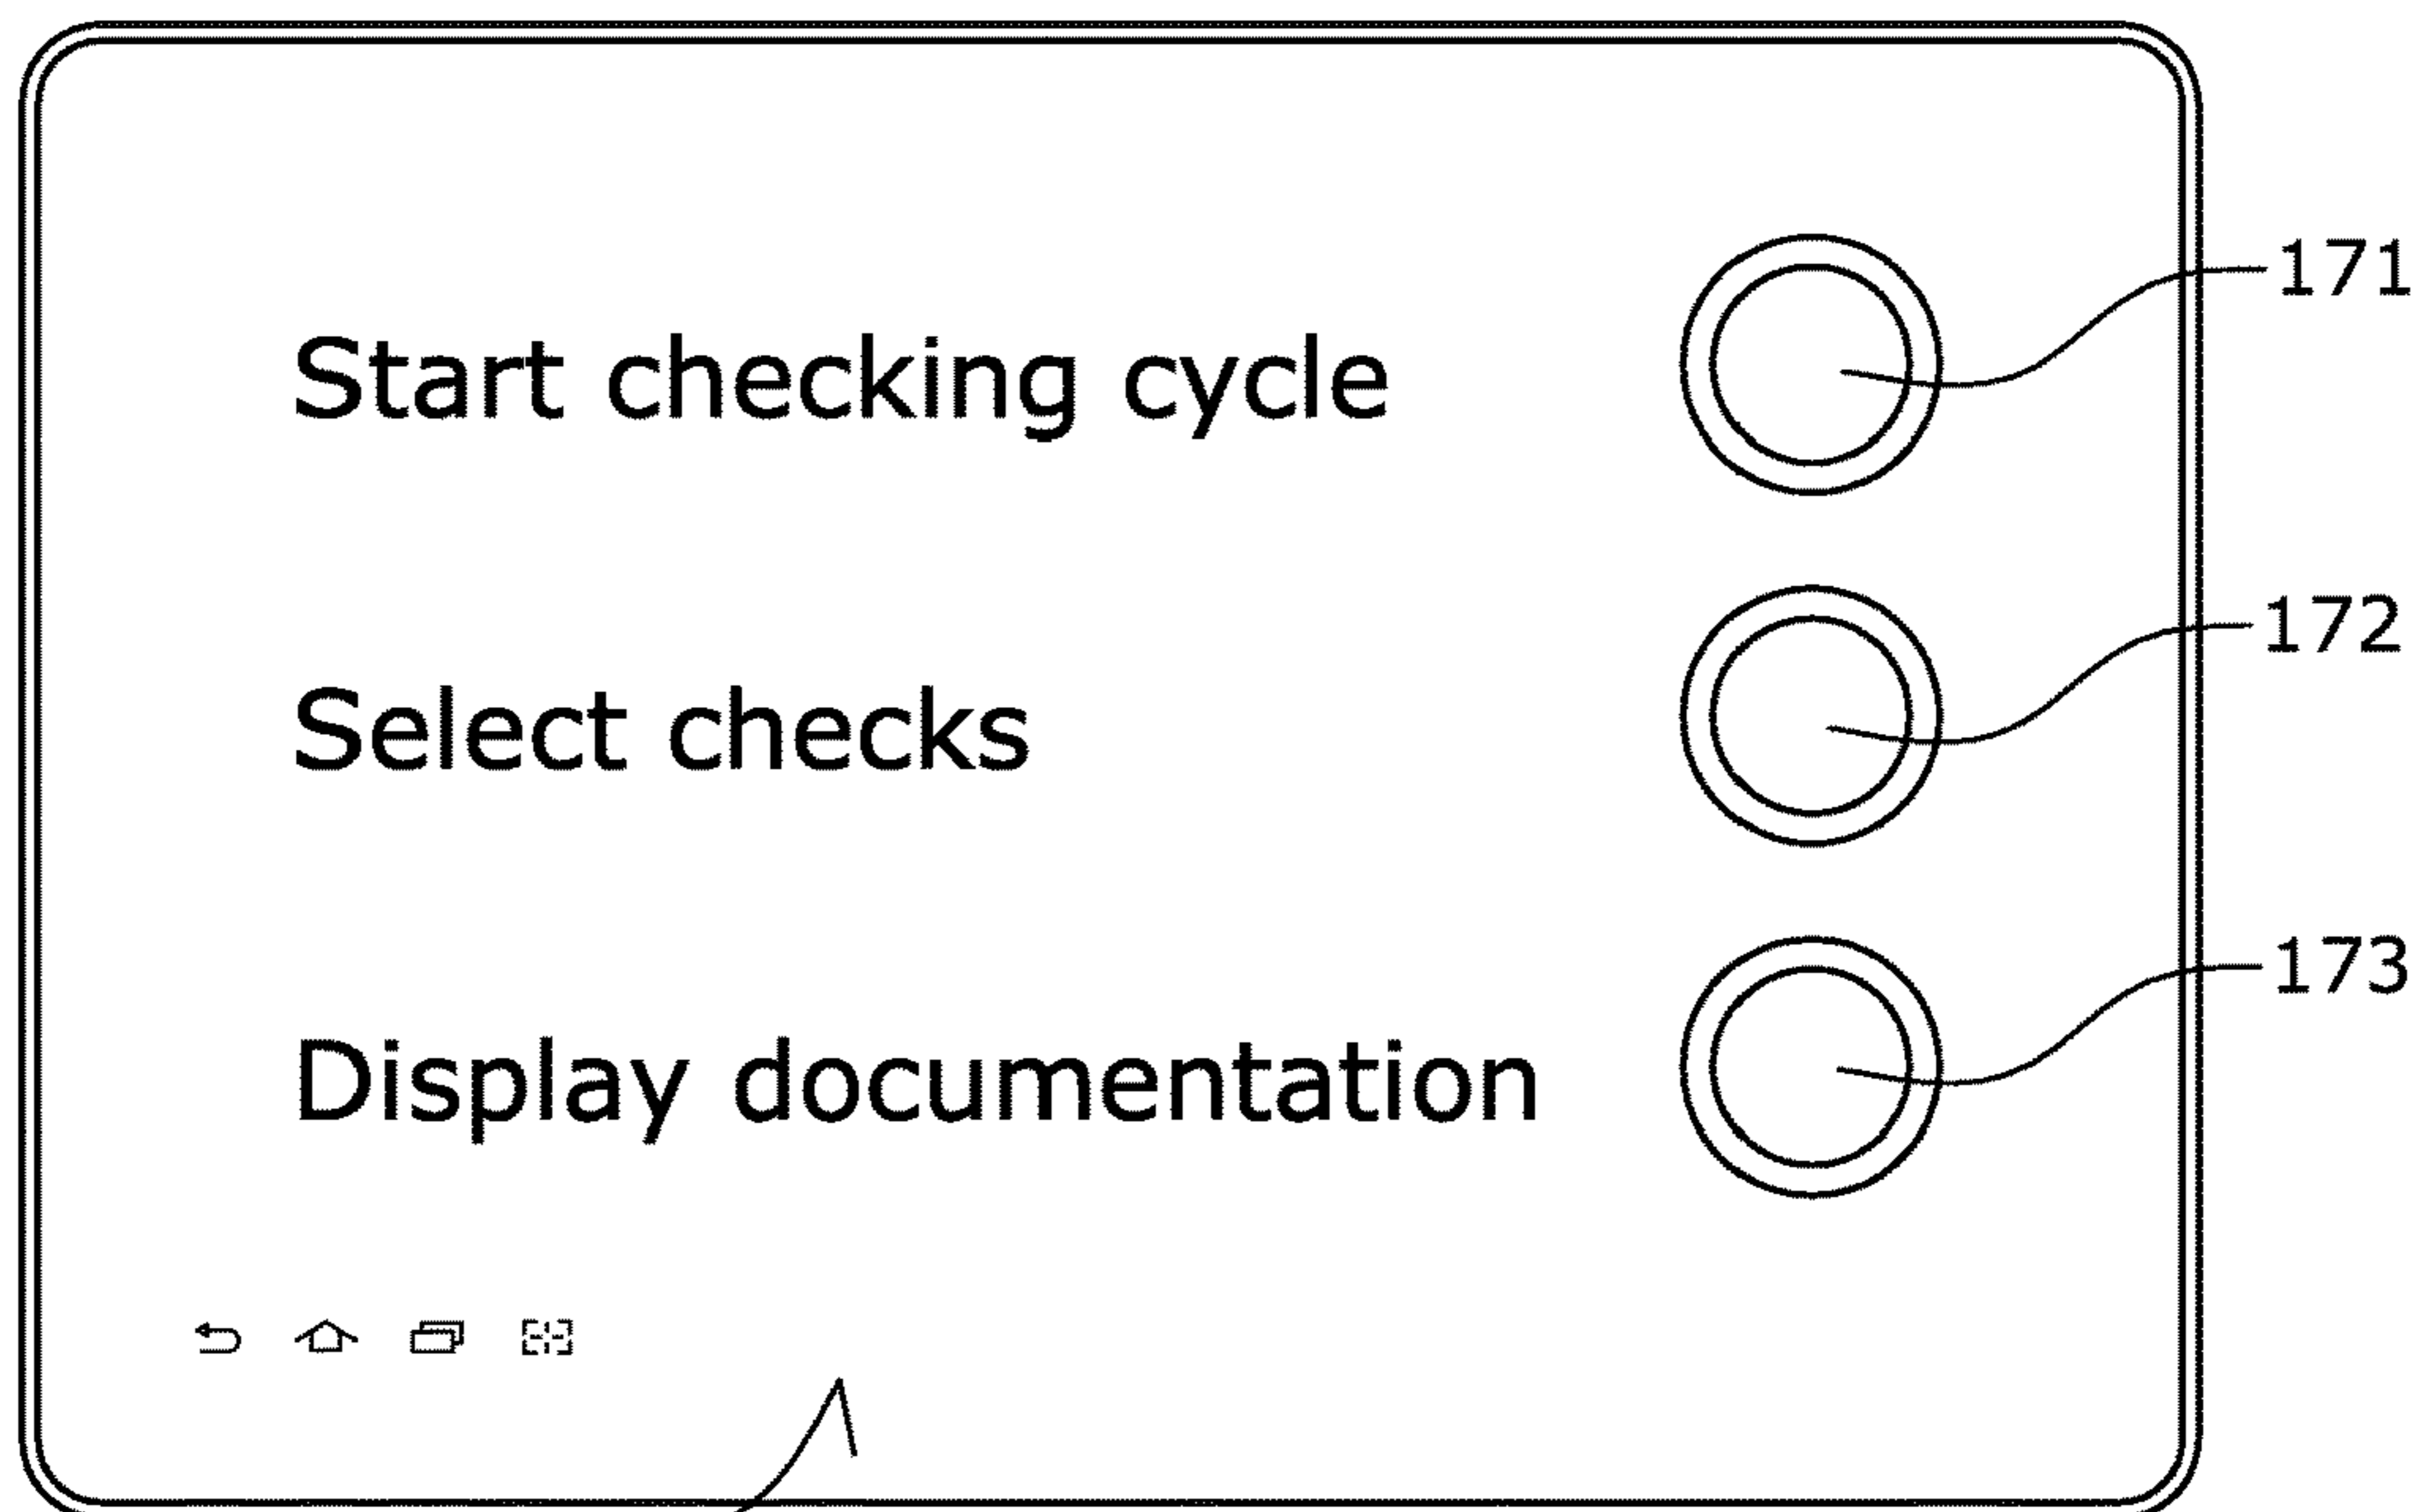 171
Start checking cycle
172
Select checks
173
Display documentation